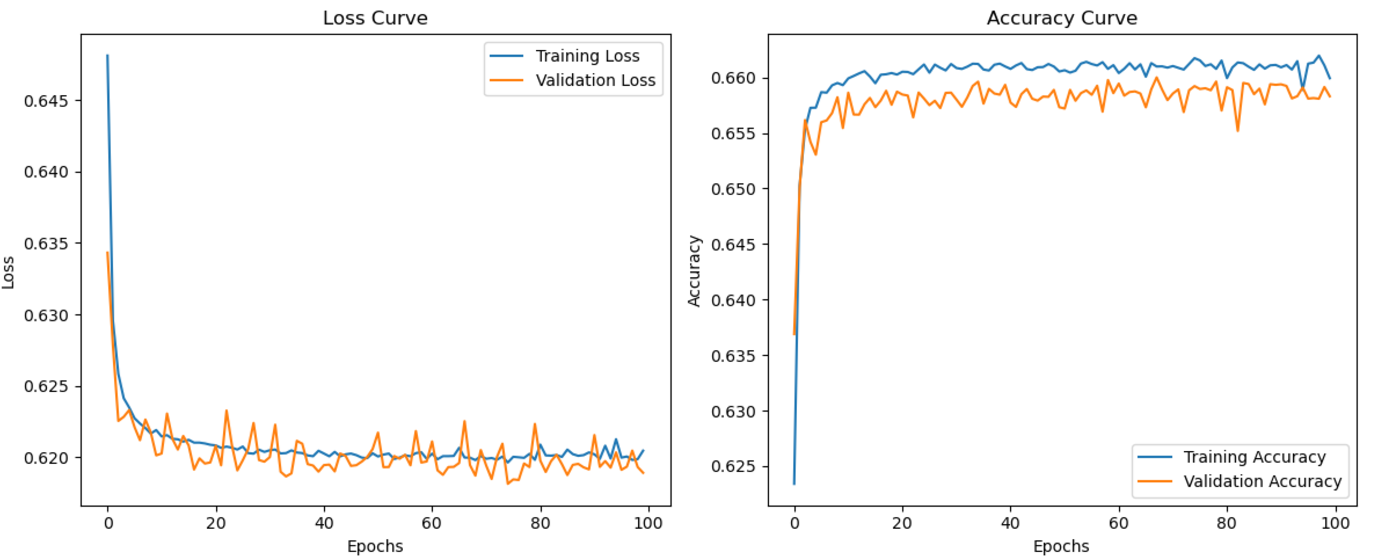 Loss Curve
Training Loss
Validation Loss
Loss
0.645
0.640
0.635
0.630
0.625
0.620
0
20
40
60
80
100
Epochs
Accuracy Curve
Accuracy
0.660
0.655
0.650
0.645
0.640
0.635
0.630
0.625
Training Accuracy
Validation Accuracy
0
20
40
60
80
100
Epochs